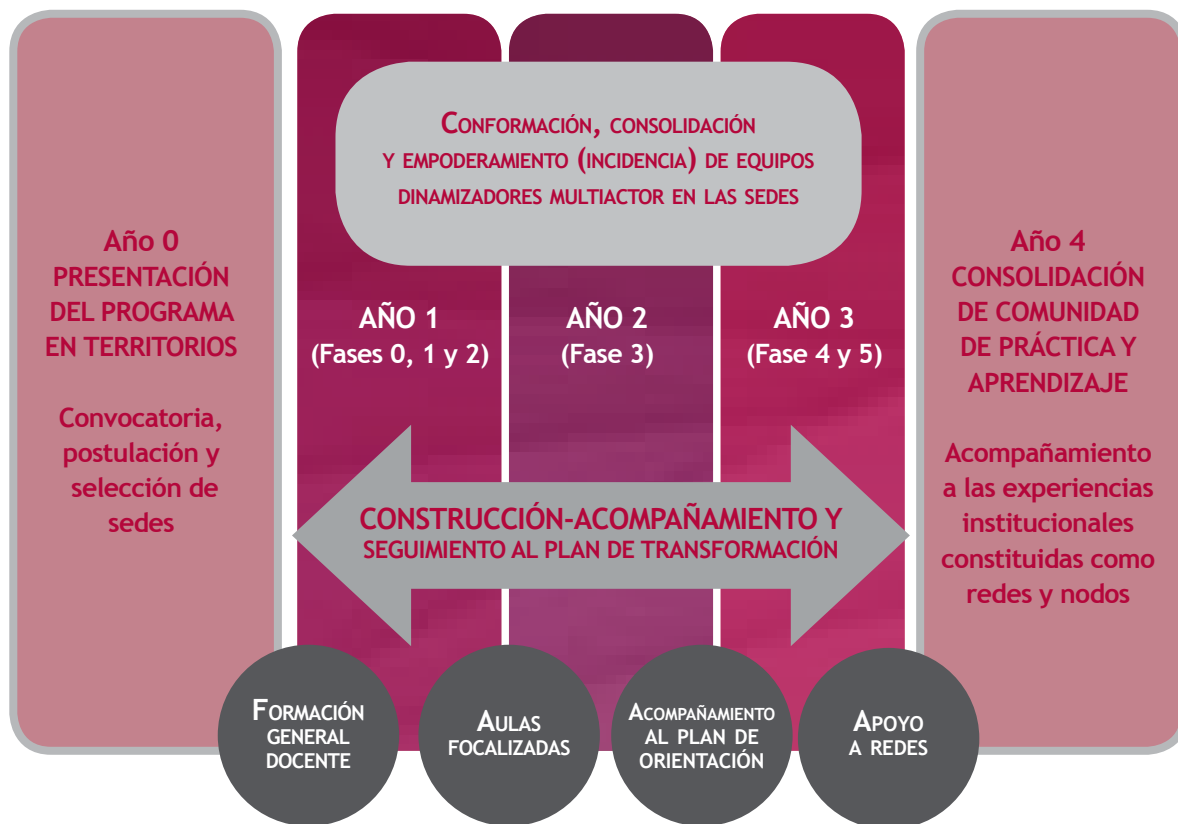 Año 0
PRESENTACIÓN
DEL PROGRAMA
EN TERRITORIOS
Convocatoria,
postulación y
selección de
sedes
Conformación, consolidación
y empoderamiento (incidencia) de equipos
dinamizadores multiactor en las sedes
AÑO 1
(Fases 0, 1 y 2)
AÑO 2
(Fase 3)
AÑO 3
(Fase 4 y 5)
CONSTRUCCIÓN-ACOMPAÑAMIENTO Y
SEGUIMIENTO AL PLAN DE TRANSFORMACIÓN
Año 4
CONSOLIDACIÓN
DE COMUNIDAD
DE PRÁCTICA Y
APRENDIZAJE
Acompañamiento
a las experiencias
institucionales
constituidas como
redes y nodos
Formación
general
docente
Aulas
focalizadas
Acompañamiento
al plan de
orientación
Apoyo
a redes